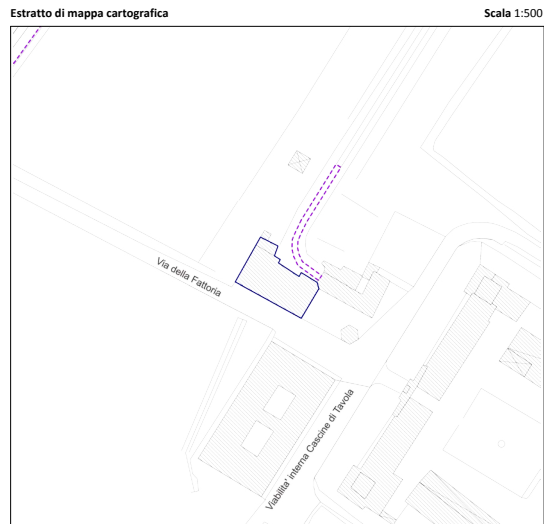 Estratto di mappa cartografica
Scala 1:500
Via della Fattoria
Viabilita' interna Cascine di Tavola